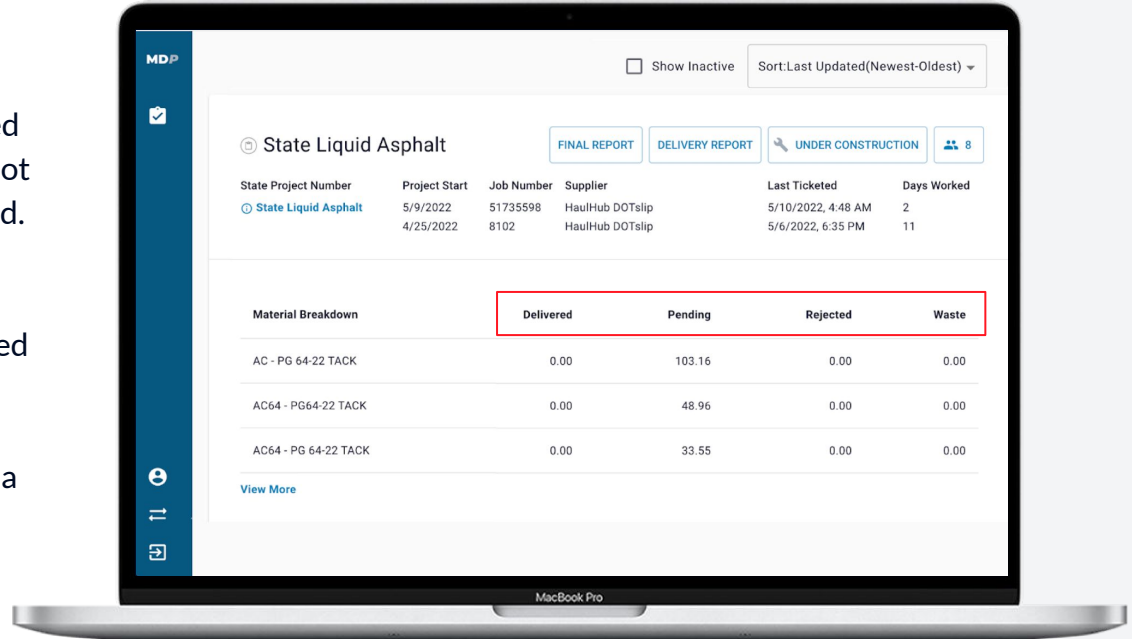 ed
ot
d.
ed
a
MDP
Show Inactive
Sort:Last Updated(Newest-Oldest)
State Liquid Asphalt
FINAL REPORT
DELIVERY REPORT
UNDER CONSTRUCTION
8
State Project Number Project Start Job Number Supplier Last Ticketed Days Worked
State Liquid Asphalt 5/9/2022 51735598 HaulHub DOTslip 5/10/2022, 4:48 AM 2
4/25/2022 8102 HaulHub DOTslip 5/6/2022, 6:35 PM 11
Material Breakdown Delivered Pending Rejected Waste
AC - PG 64-22 TACK 0.00 103.16 0.00 0.00
AC64 - PG64-22 TACK 0.00 48.96 0.00 0.00
AC64 - PG 64-22 TACK 0.00 33.55 0.00 0.00
View More
MacBook Pro